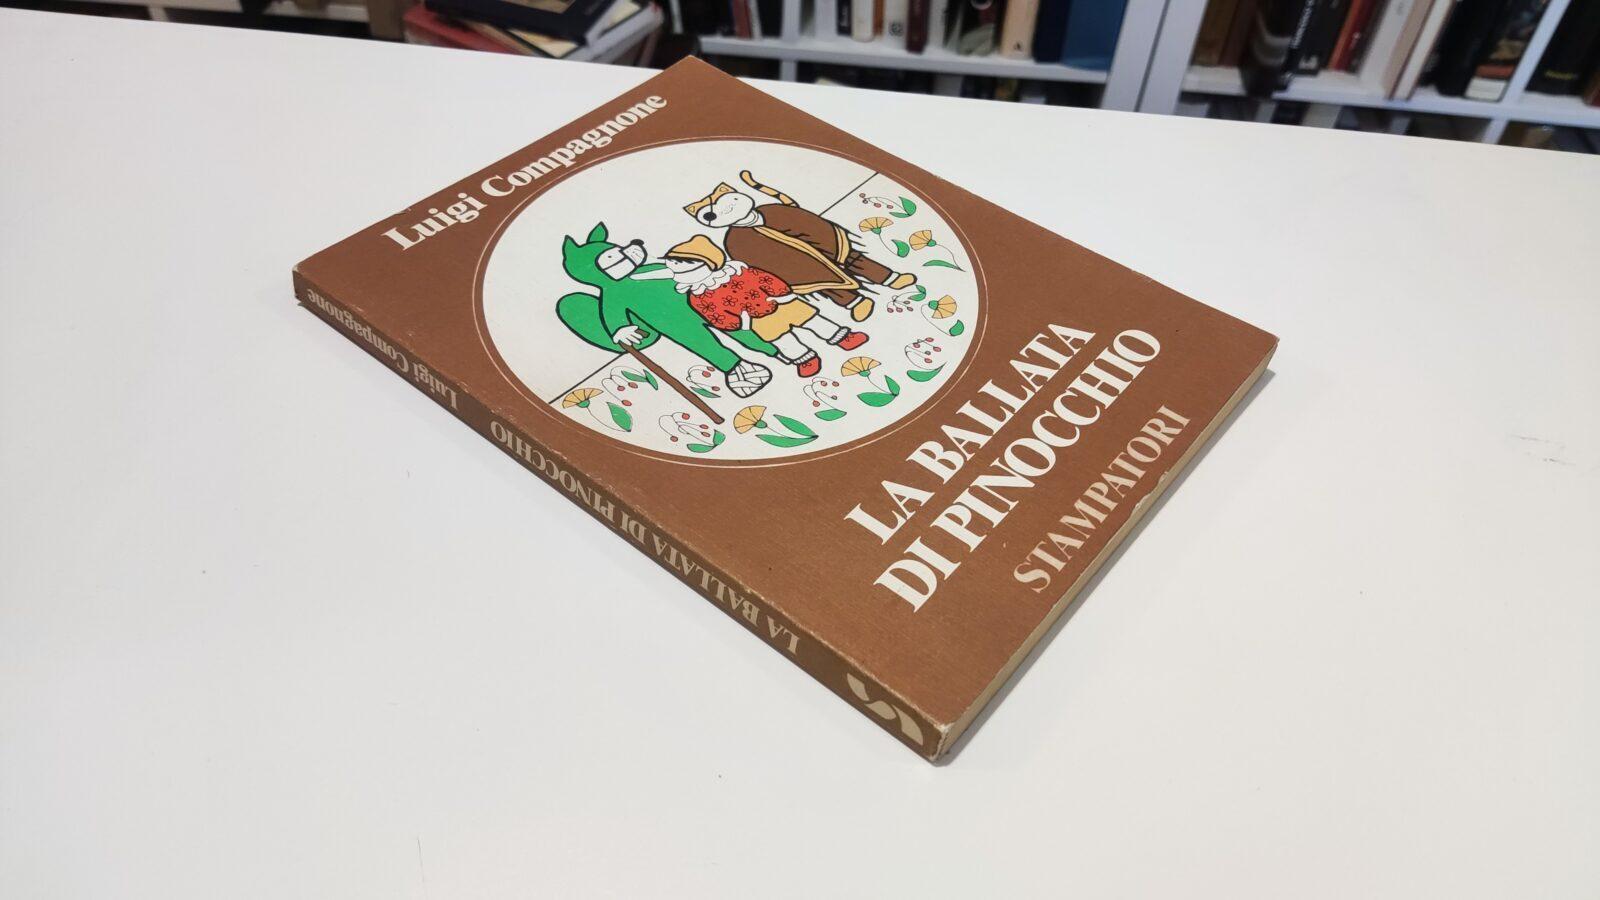 Luigi Compagnone
LA BALLATA
DI PINOCCHIO
STAMPATORI
Luigi Compagnone
LA BALLATA DI PINOCCHIO